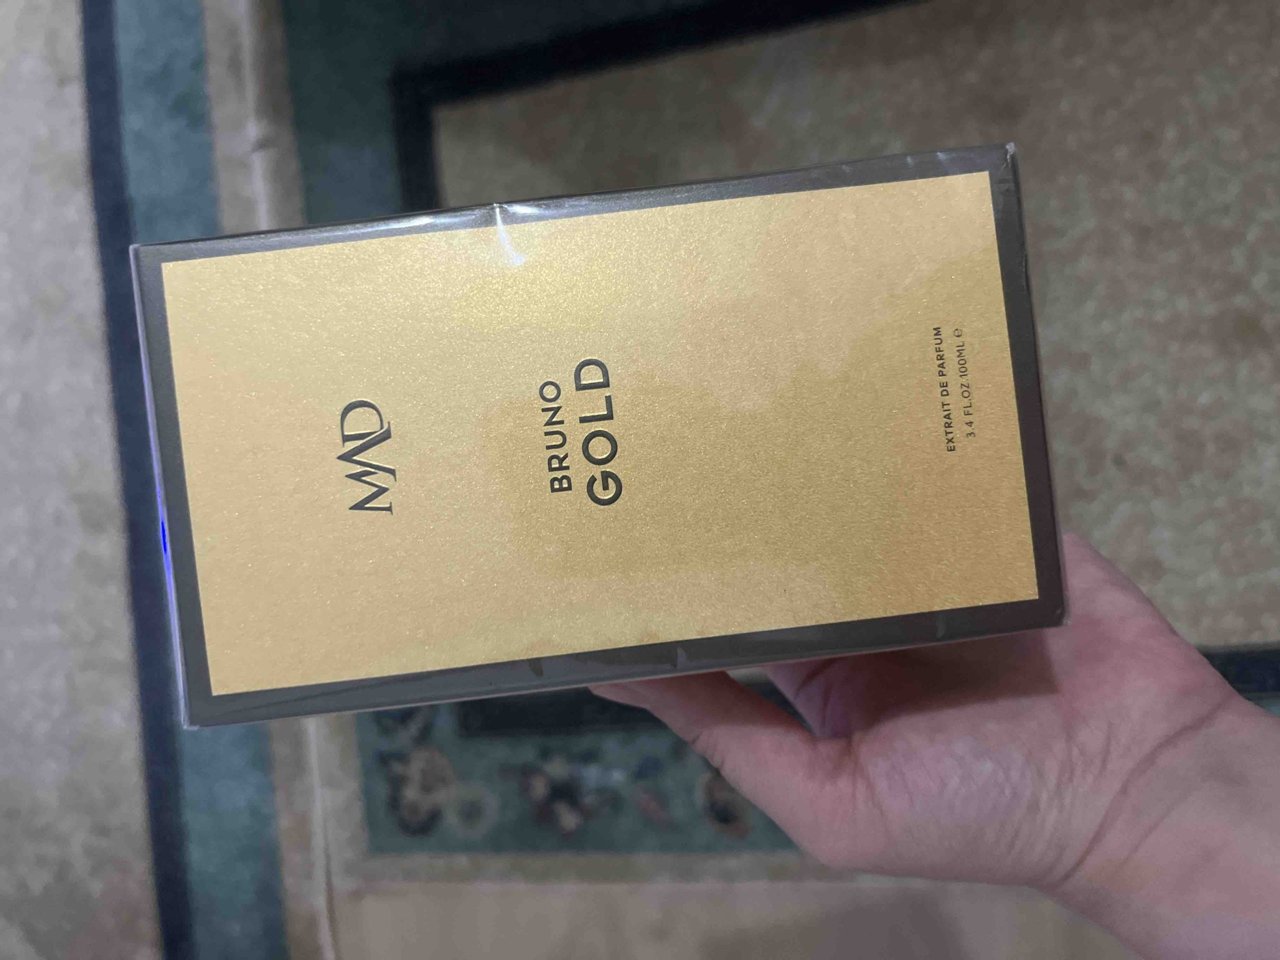 MAD
BRUNO
GOLD
EXTRAIT DE PARFUM
3.4 FL.OZ 100ML ℮